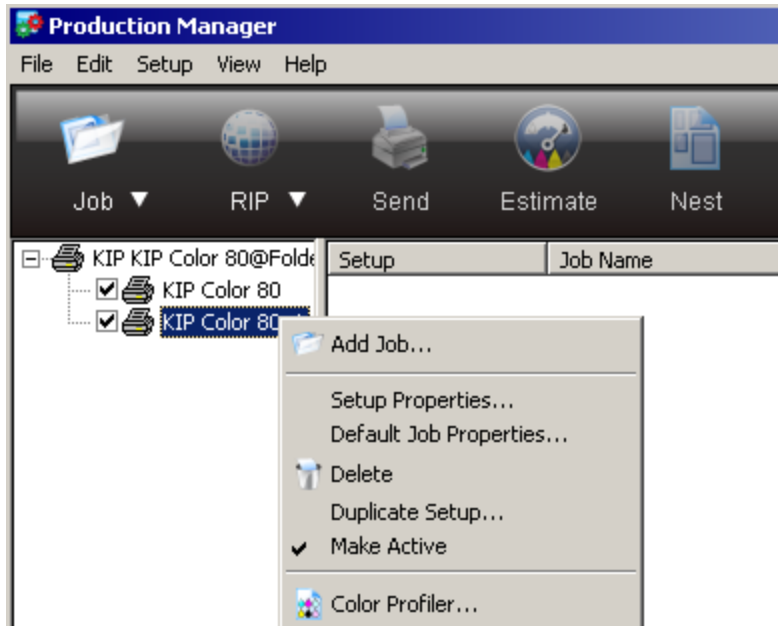 Production Manager
File Edit Setup View Help
Job RIP Send Estimate Nest
KIP KIP Color 80@Folde Setup Job Name
KIP Color 80
KIP Color 80
Add Job...
Setup Properties...
Default Job Properties...
Delete
Duplicate Setup...
Make Active
Color Profiler...